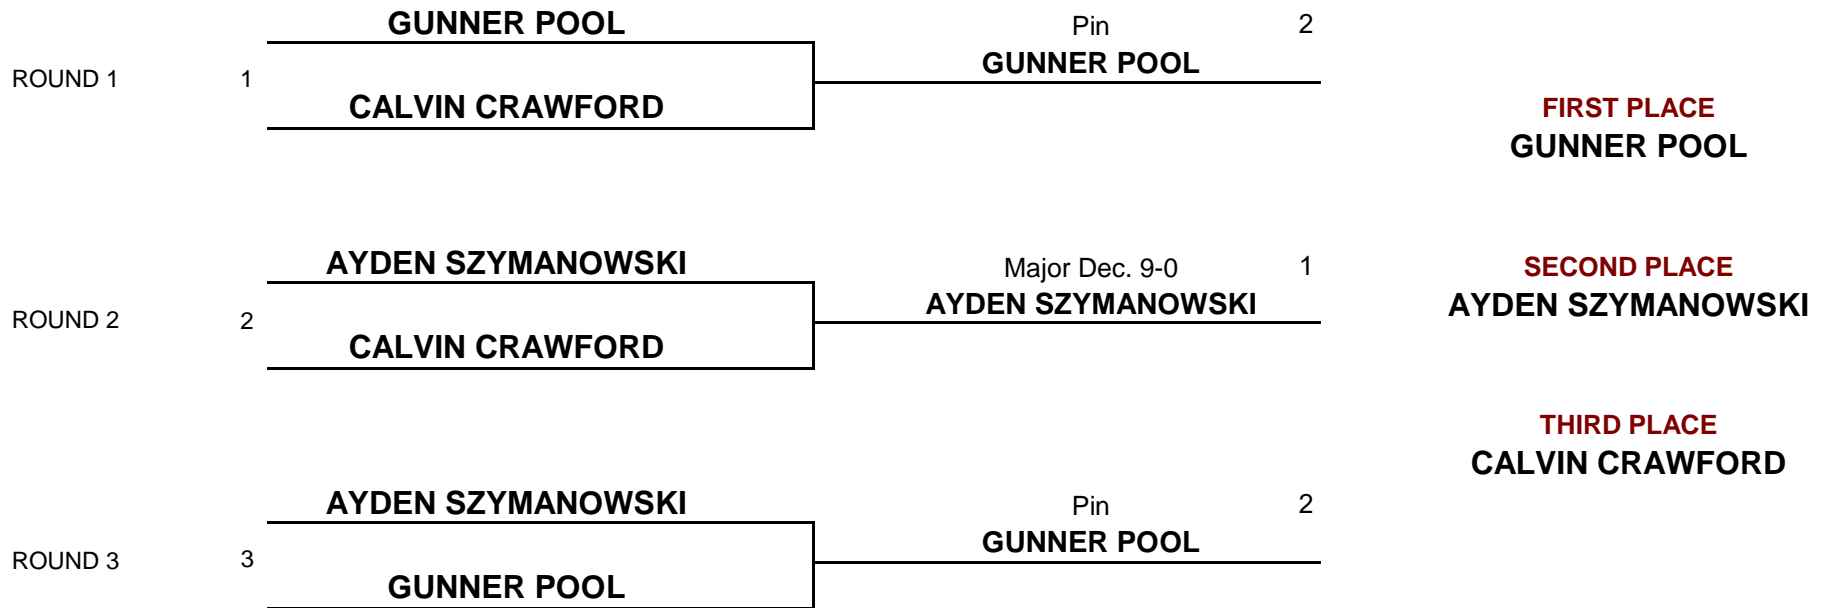 GUNNER POOL
Pin 2
GUNNER POOL
ROUND 1 1
CALVIN CRAWFORD
FIRST PLACE
GUNNER POOL
AYDEN SZYMANOWSKI
Major Dec. 9-0 1
AYDEN SZYMANOWSKI
SECOND PLACE
AYDEN SZYMANOWSKI
ROUND 2 2
CALVIN CRAWFORD
THIRD PLACE
CALVIN CRAWFORD
AYDEN SZYMANOWSKI
Pin 2
GUNNER POOL
ROUND 3 3
GUNNER POOL